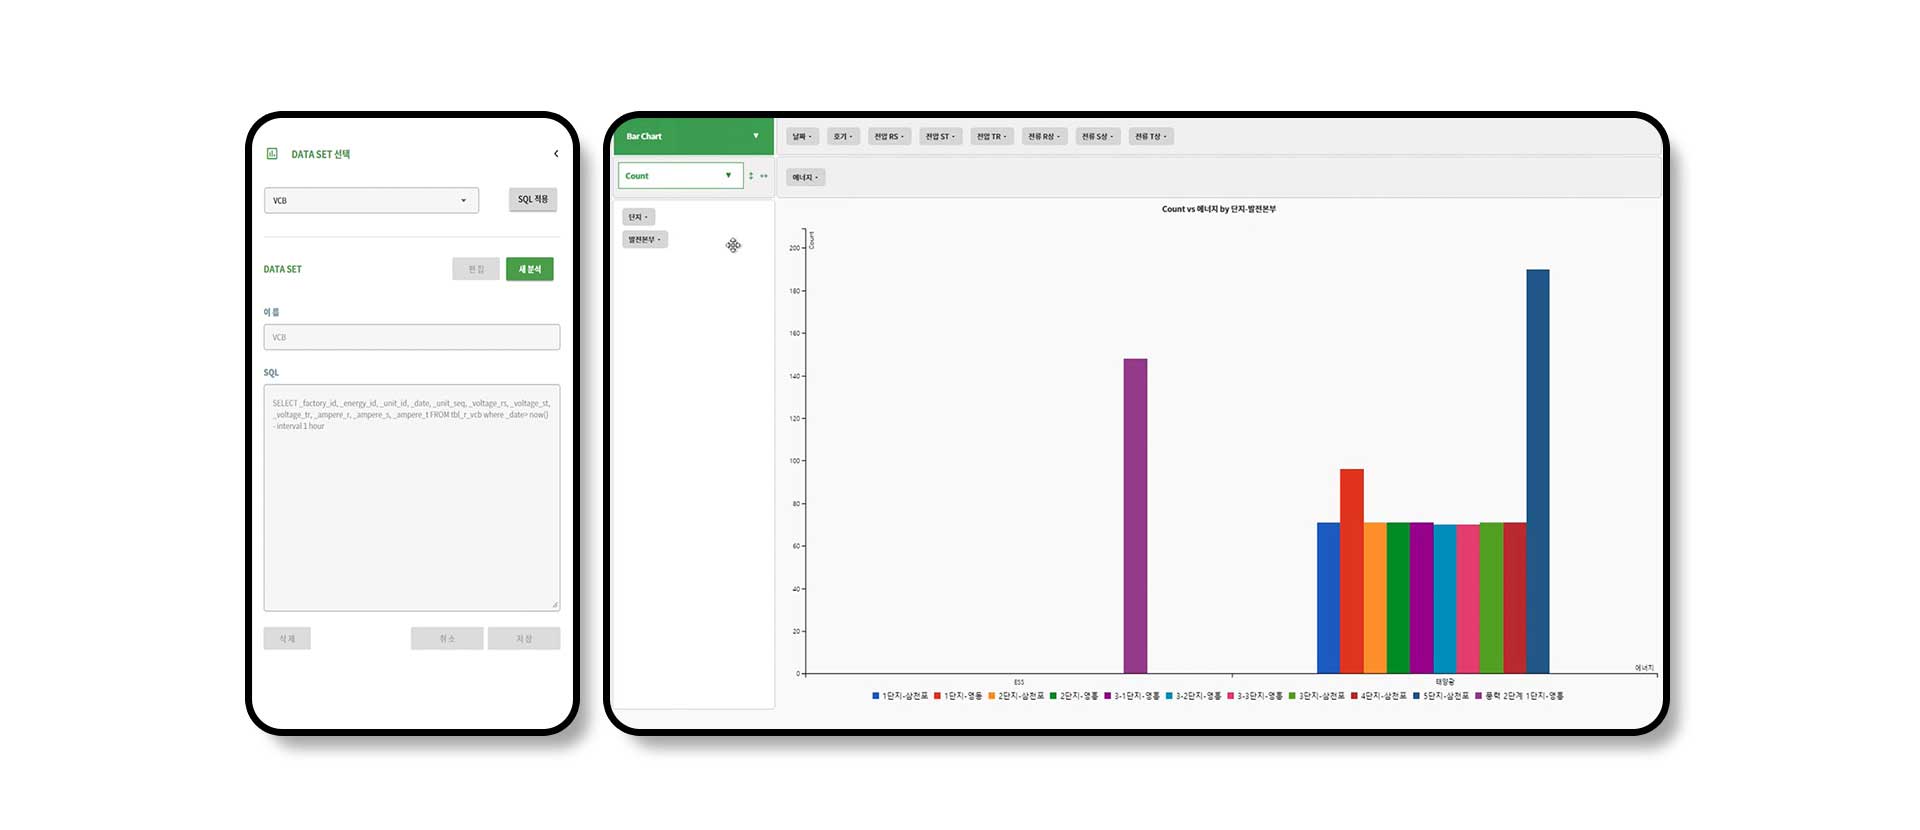 DATA SET 선택
VCB
SQL 적용
DATA SET
편집
새 분석
이름
VCB
SQL
SELECT _factory_id, _energy_id, _unit_id, _date, _unit_seq, _voltage_rs, _voltage_st,
_voltage_tr, _ampere_r, _ampere_s, _ampere_t FROM tbl_r_vcb where _date> now()
- interval 1 hour
삭제
취소
저장
Bar Chart
날짜 호기 전압 RS 전압 ST 전압 TR 전류 R상 전류 S상 전류 T상
Count
에너지
단지
발전본부
Count vs 에너지 by 단지-발전본부
Count
200
180
160
140
120
100
80
60
40
20
0
에너지
ESS 태양광
1단지-삼천포 1단지-영동 2단지-삼천포 2단지-영흥 3-1단지-영흥 3-2단지-영흥 3-3단지-영흥 3단지-삼천포 4단지-삼천포 5단지-삼천포 풍력 2단계 1단지-영흥